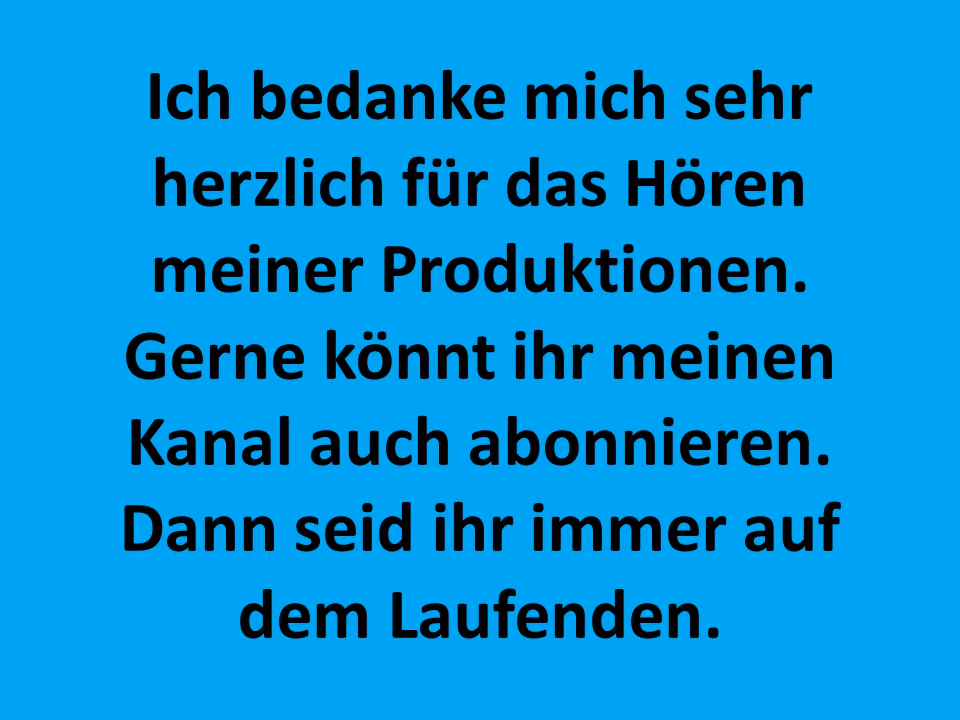 Ich bedanke mich sehr
herzlich für das Hören
meiner Produktionen.
Gerne könnt ihr meinen
Kanal auch abonnieren.
Dann seid ihr immer auf
dem Laufenden.